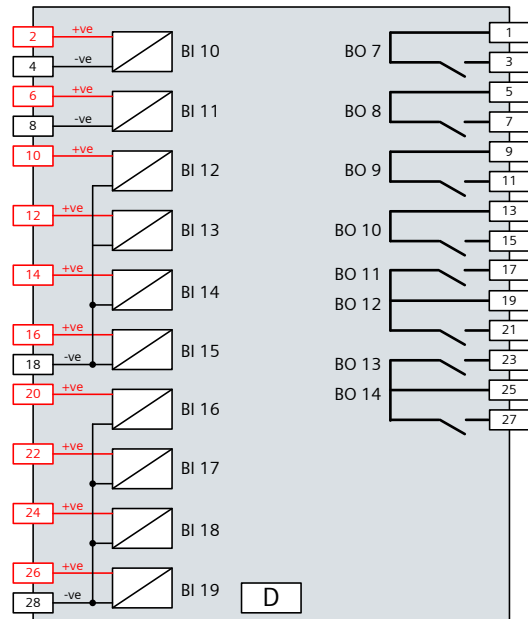 2 +ve BI 10 BO 7 1
4 -ve 3
6 +ve BI 11 BO 8 5
8 -ve 7
10 +ve BI 12 BO 9 9
11
12 +ve BI 13 BO 10 13
15
14 +ve BI 14 BO 11 17
BO 12 19
16 +ve BI 15 21
18 -ve BO 13 23
20 +ve BI 16 BO 14 25
27
22 +ve BI 17
24 +ve BI 18
26 +ve BI 19 D
28 -ve